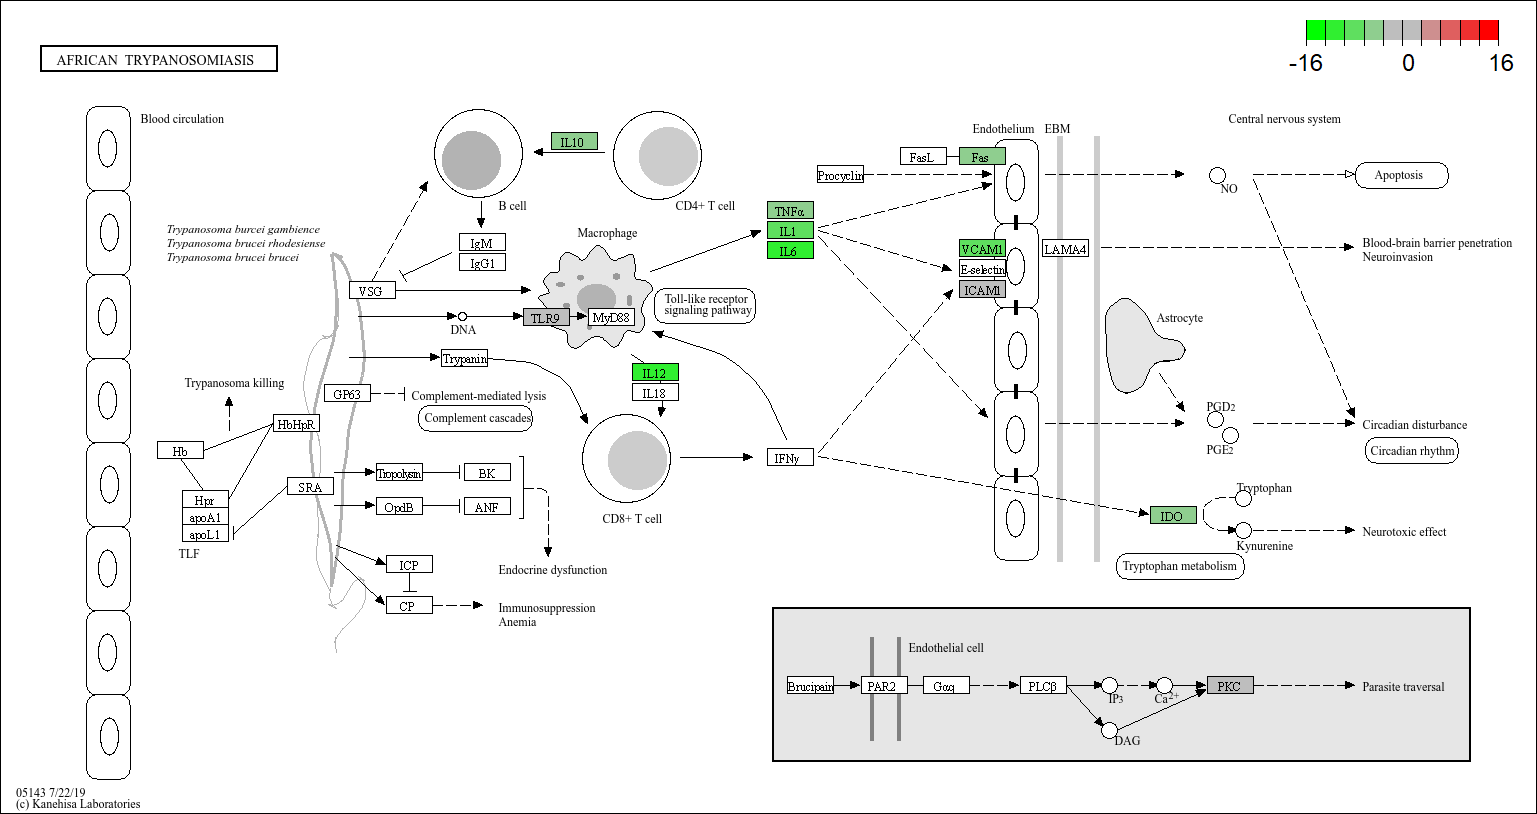 AFRICAN TRYPANOSOMIASIS
-16 0 16
Blood circulation
IL10
B cell
CD4+ T cell
Endothelium
EBM
Central nervous system
FasL
Fas
Procyclin
NO
Apoptosis
Trypanosoma burcei gambience
Trypanosoma brucei rhodesiense
Trypanosoma brucei brucei
IgM
IgG1
Macrophage
TNFα
IL1
IL6
VCAM1
E-selectin
ICAM1
LAMA4
Blood-brain barrier penetration
Neuroinvasion
VSG
DNA
TLR9
MyD88
Toll-like receptor
signaling pathway
Astrocyte
Trypanin
IL12
IL18
Trypanosoma killing
GP63
Complement-mediated lysis
Complement cascades
HbHpR
Hb
Hpr
apoA1
apoL1
TLF
SRA
Tropolysin
BK
OpdB
ANF
CD8+ T cell
IFNγ
PGD2
PGE2
Circadian disturbance
Circadian rhythm
IDO
Tryptophan
Kynurenine
Neurotoxic effect
Tryptophan metabolism
ICP
CP
Endocrine dysfunction
Immunosuppression
Anemia
Endothelial cell
Brucipain
PAR2
Gαq
PLCβ
IP3
Ca2+
PKC
DAG
Parasite traversal
05143 7/22/19
(c) Kanehisa Laboratories